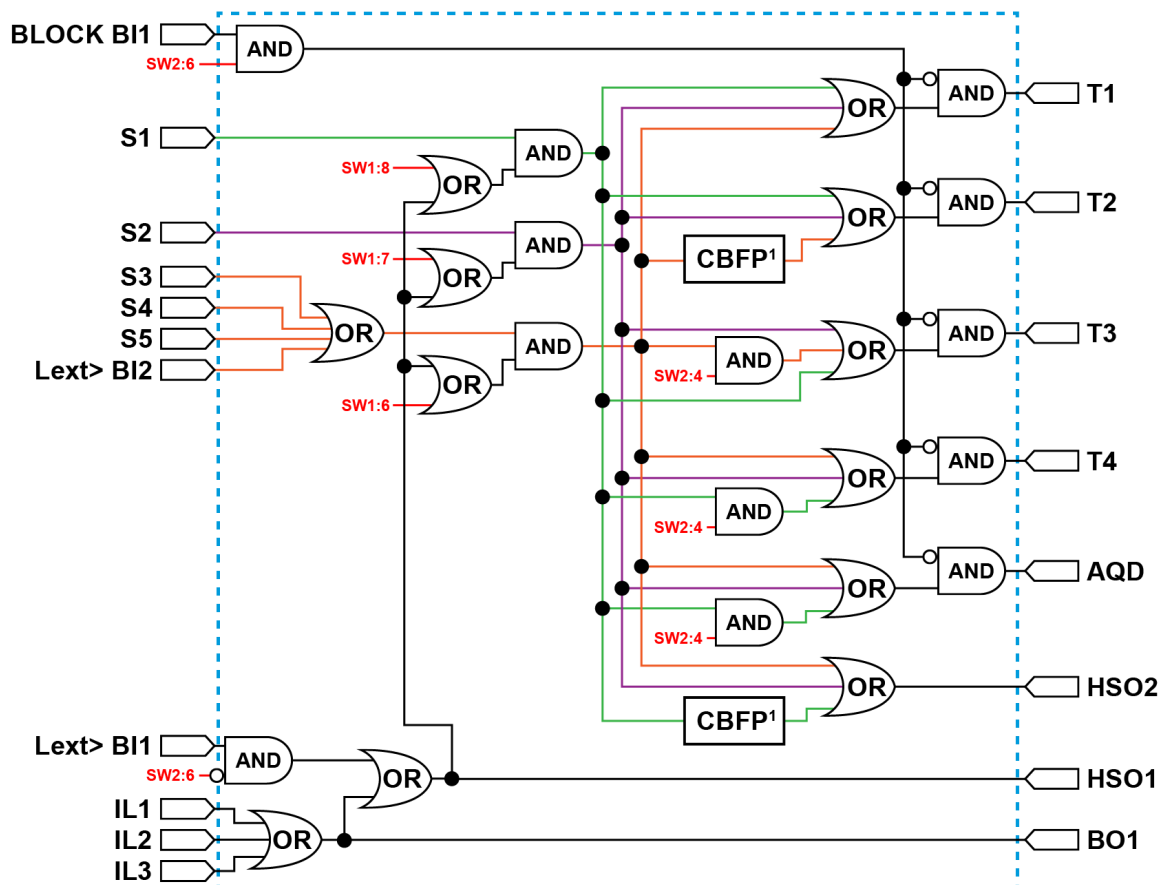 BLOCK BI1
SW2:6
AND
AND
T1
OR
S1
AND
SW1:8
OR
AND
T2
OR
S2
AND
SW1:7
OR
CBFP¹
S3
S4
S5
Lext> BI2
OR
AND
AND
SW2:4
OR
AND
T3
OR
SW1:6
AND
T4
OR
AND
SW2:4
AND
AQD
OR
AND
SW2:4
OR
HSO2
CBFP¹
Lext> BI1
SW2:6
AND
OR
HSO1
IL1
IL2
IL3
OR
BO1